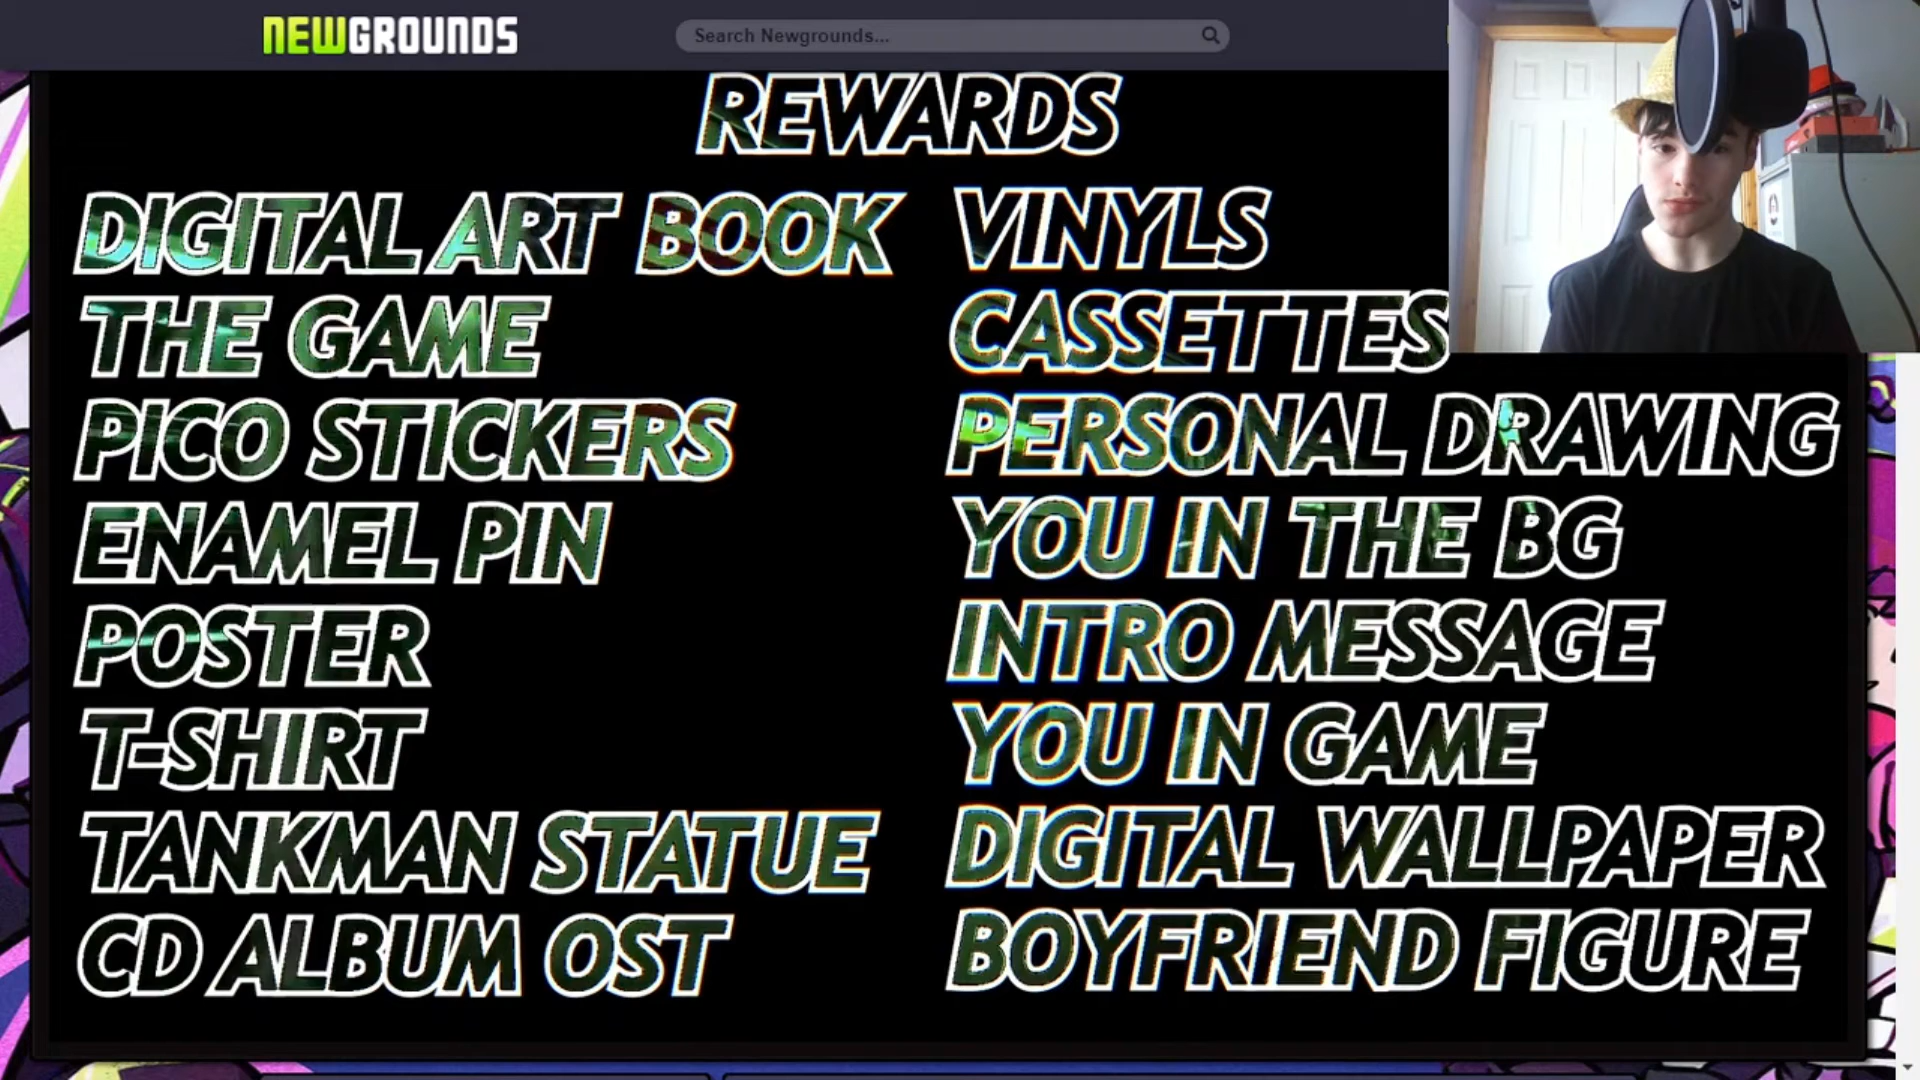 NEWGROUNDS
Search Newgrounds...
REWARDS
DIGITAL ART BOOK
THE GAME
PICO STICKERS
ENAMEL PIN
POSTER
T-SHIRT
TANKMAN STATUE
CD ALBUM OST
VINYLS
CASSETTES
PERSONAL DRAWING
YOU IN THE BG
INTRO MESSAGE
YOU IN GAME
DIGITAL WALLPAPER
BOYFRIEND FIGURE